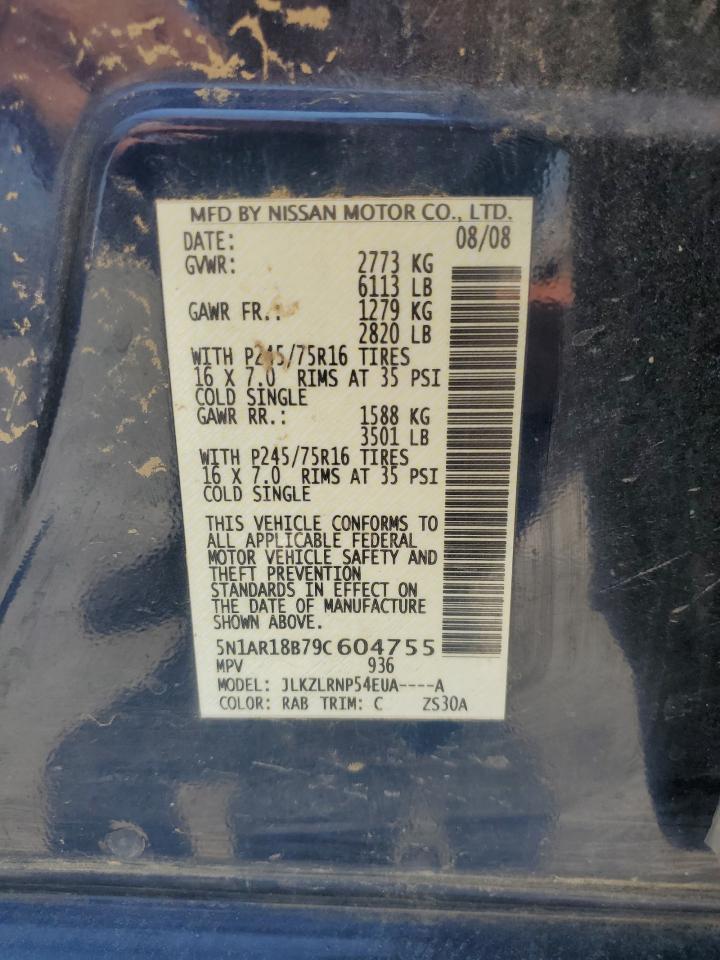 MFD BY NISSAN MOTOR CO., LTD.
DATE: 08/08
GVWR: 2773 KG
6113 LB
GAWR FR.: 1279 KG
2820 LB
WITH P245/75R16 TIRES
16 X 7.0 RIMS AT 35 PSI
COLD SINGLE
GAWR RR.: 1588 KG
3501 LB
WITH P245/75R16 TIRES
16 X 7.0 RIMS AT 35 PSI
COLD SINGLE
THIS VEHICLE CONFORMS TO
ALL APPLICABLE FEDERAL
MOTOR VEHICLE SAFETY AND
THEFT PREVENTION
STANDARDS IN EFFECT ON
THE DATE OF MANUFACTURE
SHOWN ABOVE.
5N1AR18B79C604755
MPV 936
MODEL: JLKZLRNP54EUA----A
COLOR: RAB TRIM: C ZS30A